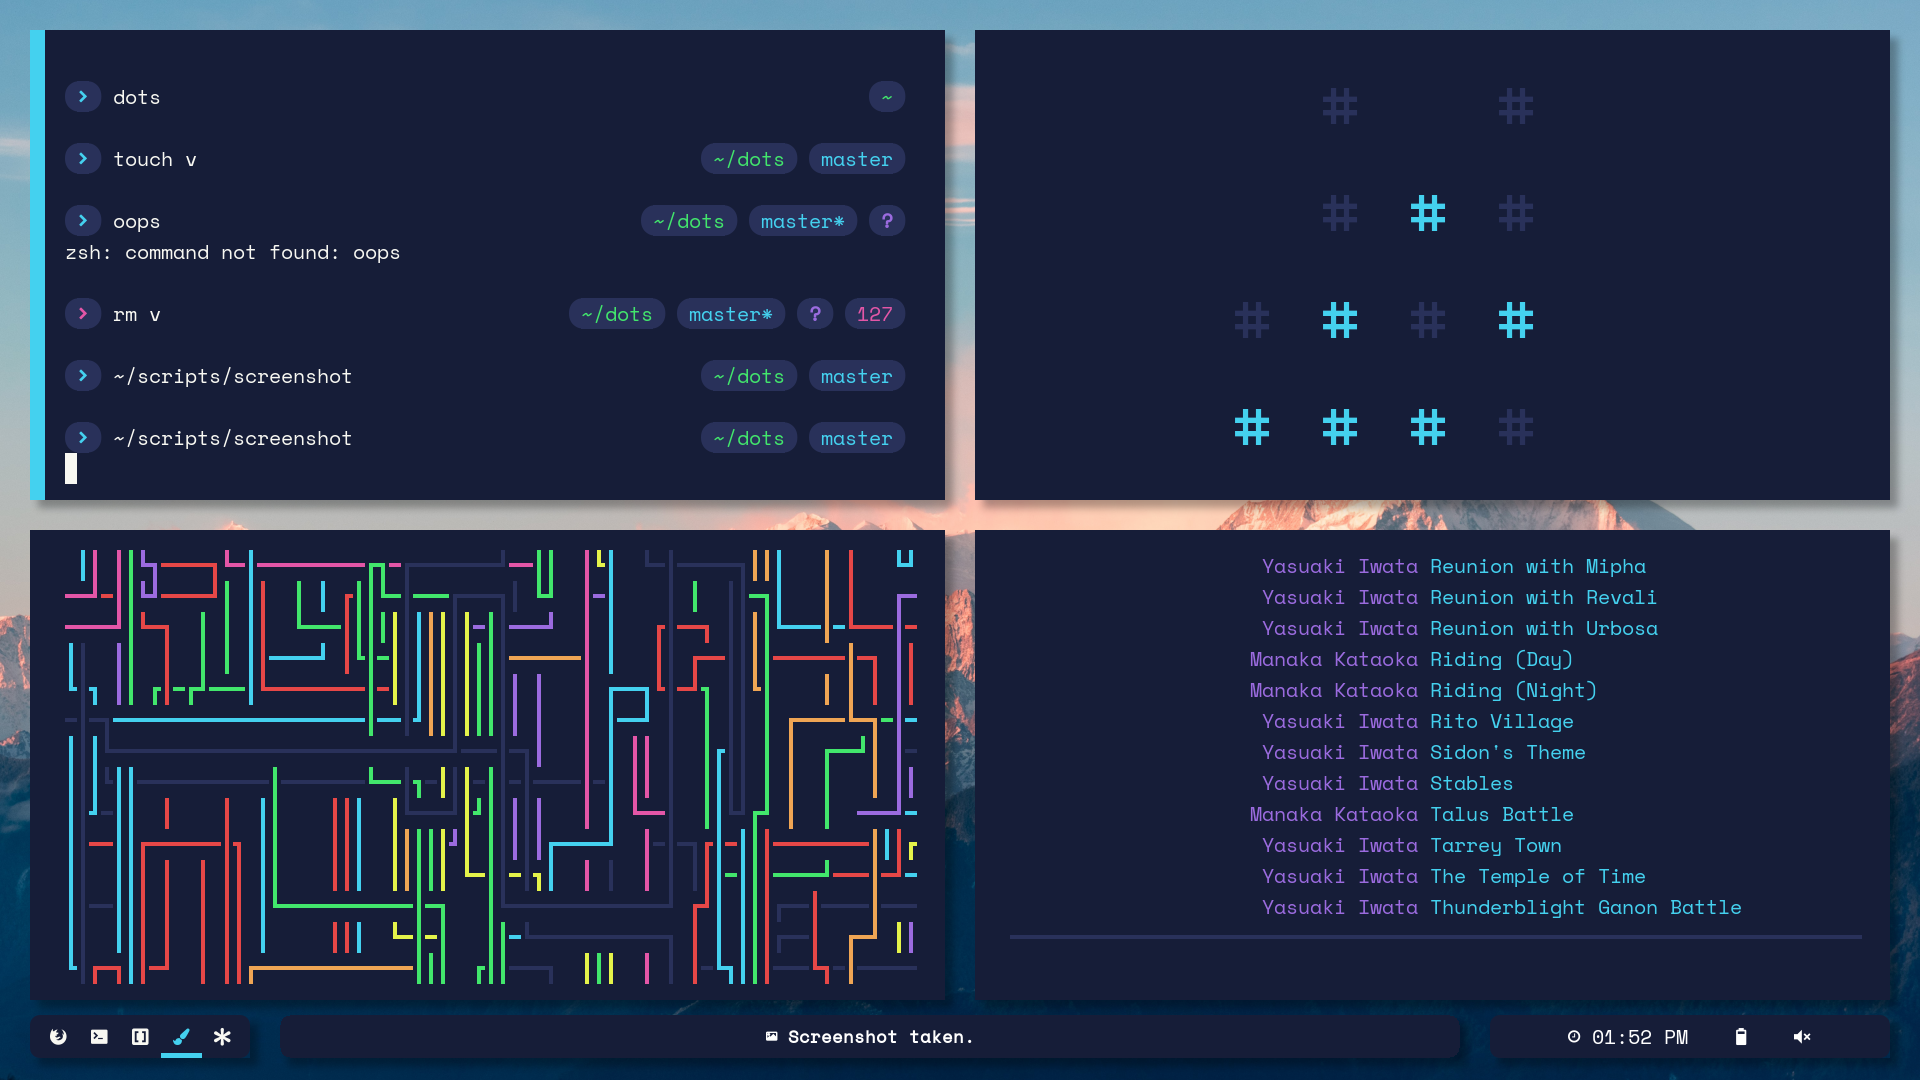 dots ~
touch v ~/dots master
oops ~/dots master* ?
zsh: command not found: oops
rm v ~/dots master* ? 127
~/scripts/screenshot ~/dots master
~/scripts/screenshot ~/dots master
# #
# # #
# # # #
# # # #
Yasuaki Iwata Reunion with Mipha
Yasuaki Iwata Reunion with Revali
Yasuaki Iwata Reunion with Urbosa
Manaka Kataoka Riding (Day)
Manaka Kataoka Riding (Night)
Yasuaki Iwata Rito Village
Yasuaki Iwata Sidon's Theme
Yasuaki Iwata Stables
Manaka Kataoka Talus Battle
Yasuaki Iwata Tarrey Town
Yasuaki Iwata The Temple of Time
Yasuaki Iwata Thunderblight Ganon Battle
Screenshot taken.
01:52 PM